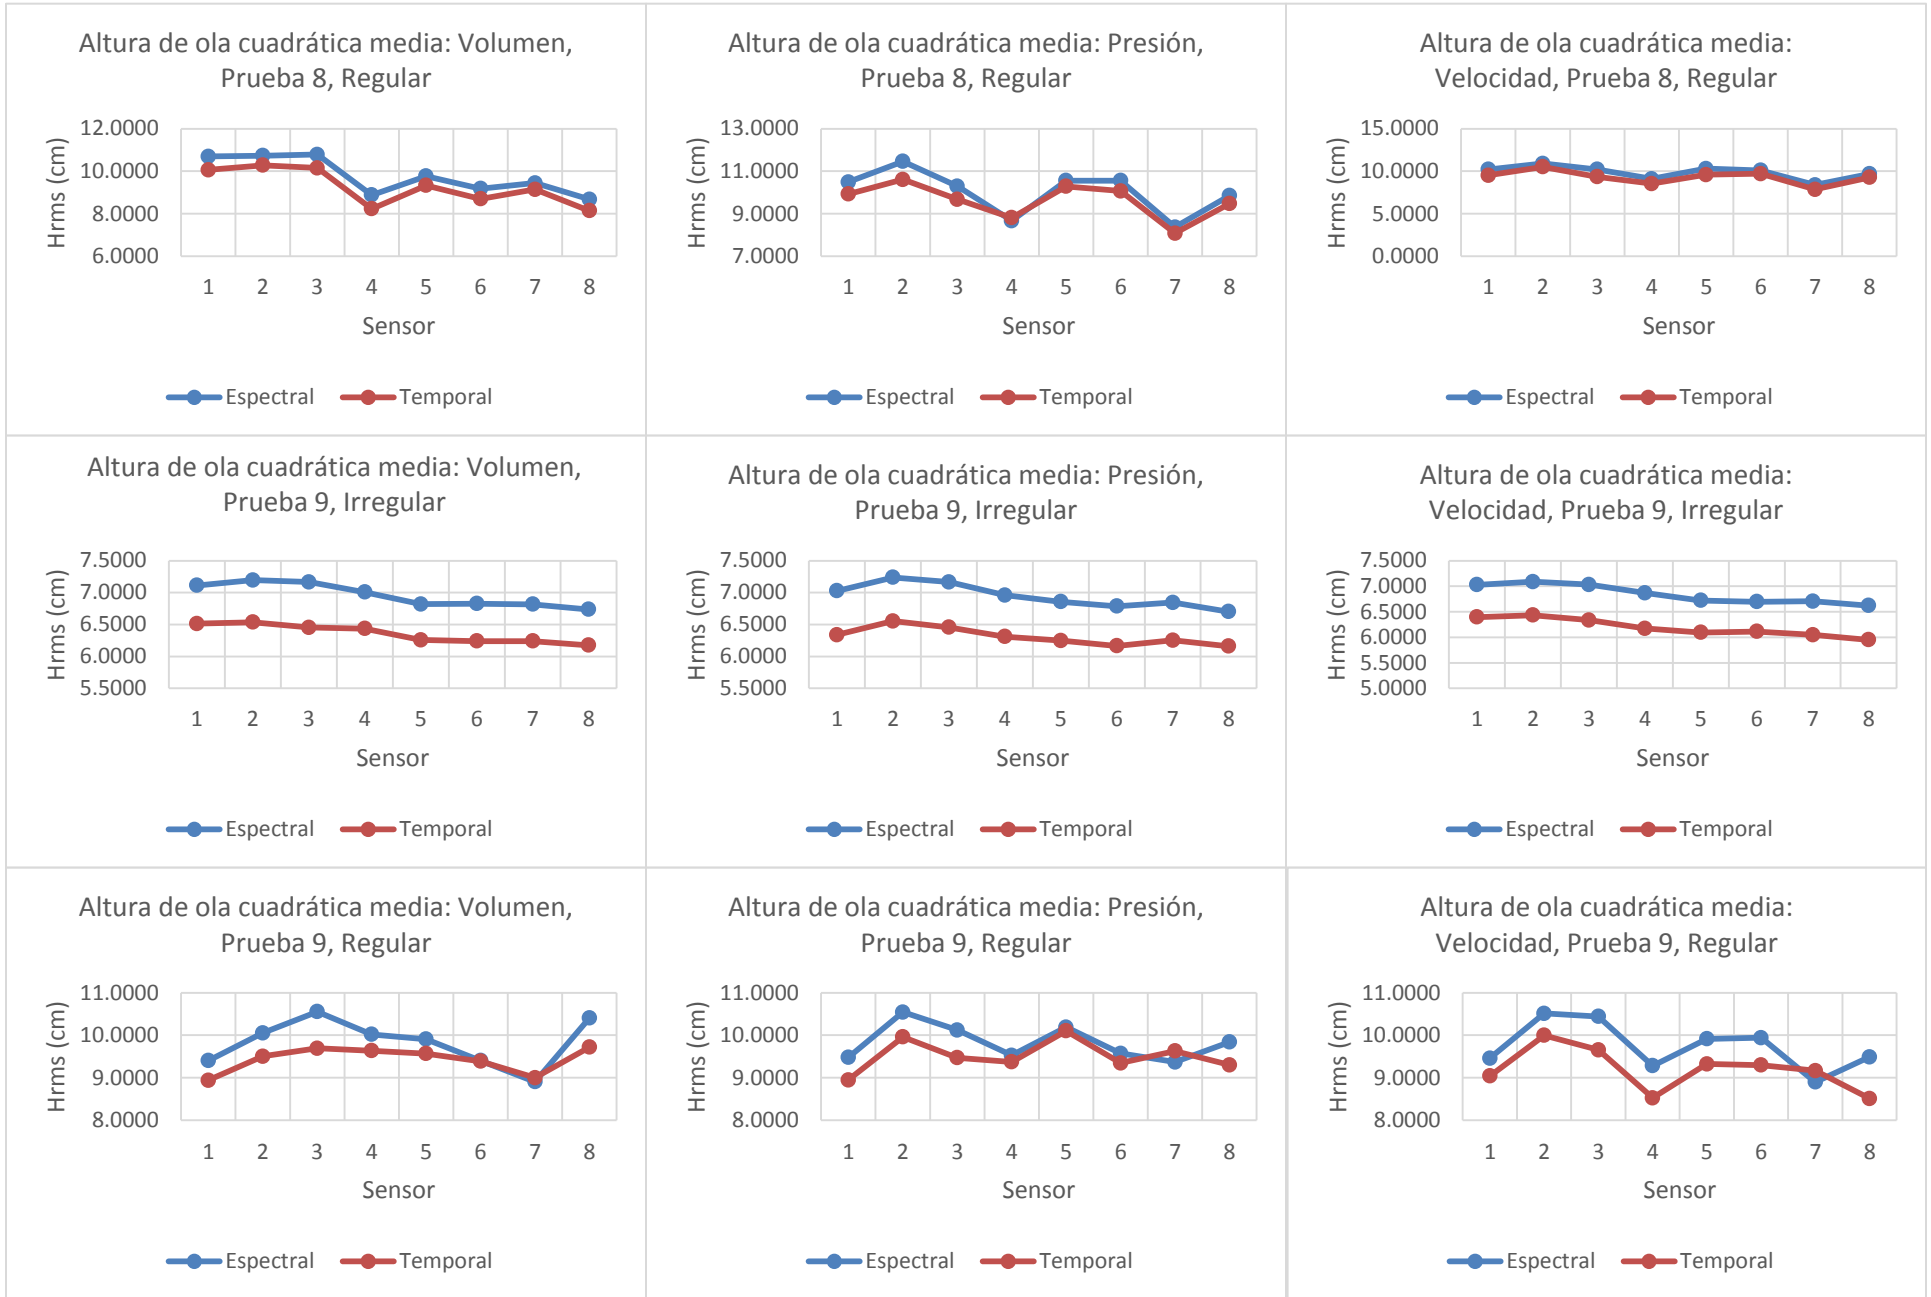 Altura de ola cuadrática media: Volumen,
Prueba 8, Regular
12.0000
10.0000
8.0000
6.0000
Hrms (cm)
1 2 3 4 5 6 7 8
Sensor
Espectral Temporal
Altura de ola cuadrática media: Presión,
Prueba 8, Regular
13.0000
11.0000
9.0000
7.0000
Hrms (cm)
1 2 3 4 5 6 7 8
Sensor
Espectral Temporal
Altura de ola cuadrática media:
Velocidad, Prueba 8, Regular
15.0000
10.0000
5.0000
0.0000
Hrms (cm)
1 2 3 4 5 6 7 8
Sensor
Espectral Temporal
Altura de ola cuadrática media: Volumen,
Prueba 9, Irregular
7.5000
7.0000
6.5000
6.0000
5.5000
Hrms (cm)
1 2 3 4 5 6 7 8
Sensor
Espectral Temporal
Altura de ola cuadrática media: Presión,
Prueba 9, Irregular
7.5000
7.0000
6.5000
6.0000
5.5000
Hrms (cm)
1 2 3 4 5 6 7 8
Sensor
Espectral Temporal
Altura de ola cuadrática media:
Velocidad, Prueba 9, Irregular
7.5000
7.0000
6.5000
6.0000
5.5000
5.0000
Hrms (cm)
1 2 3 4 5 6 7 8
Sensor
Espectral Temporal
Altura de ola cuadrática media: Volumen,
Prueba 9, Regular
11.0000
10.0000
9.0000
8.0000
Hrms (cm)
1 2 3 4 5 6 7 8
Sensor
Espectral Temporal
Altura de ola cuadrática media: Presión,
Prueba 9, Regular
11.0000
10.0000
9.0000
8.0000
Hrms (cm)
1 2 3 4 5 6 7 8
Sensor
Espectral Temporal
Altura de ola cuadrática media:
Velocidad, Prueba 9, Regular
11.0000
10.0000
9.0000
8.0000
Hrms (cm)
1 2 3 4 5 6 7 8
Sensor
Espectral Temporal